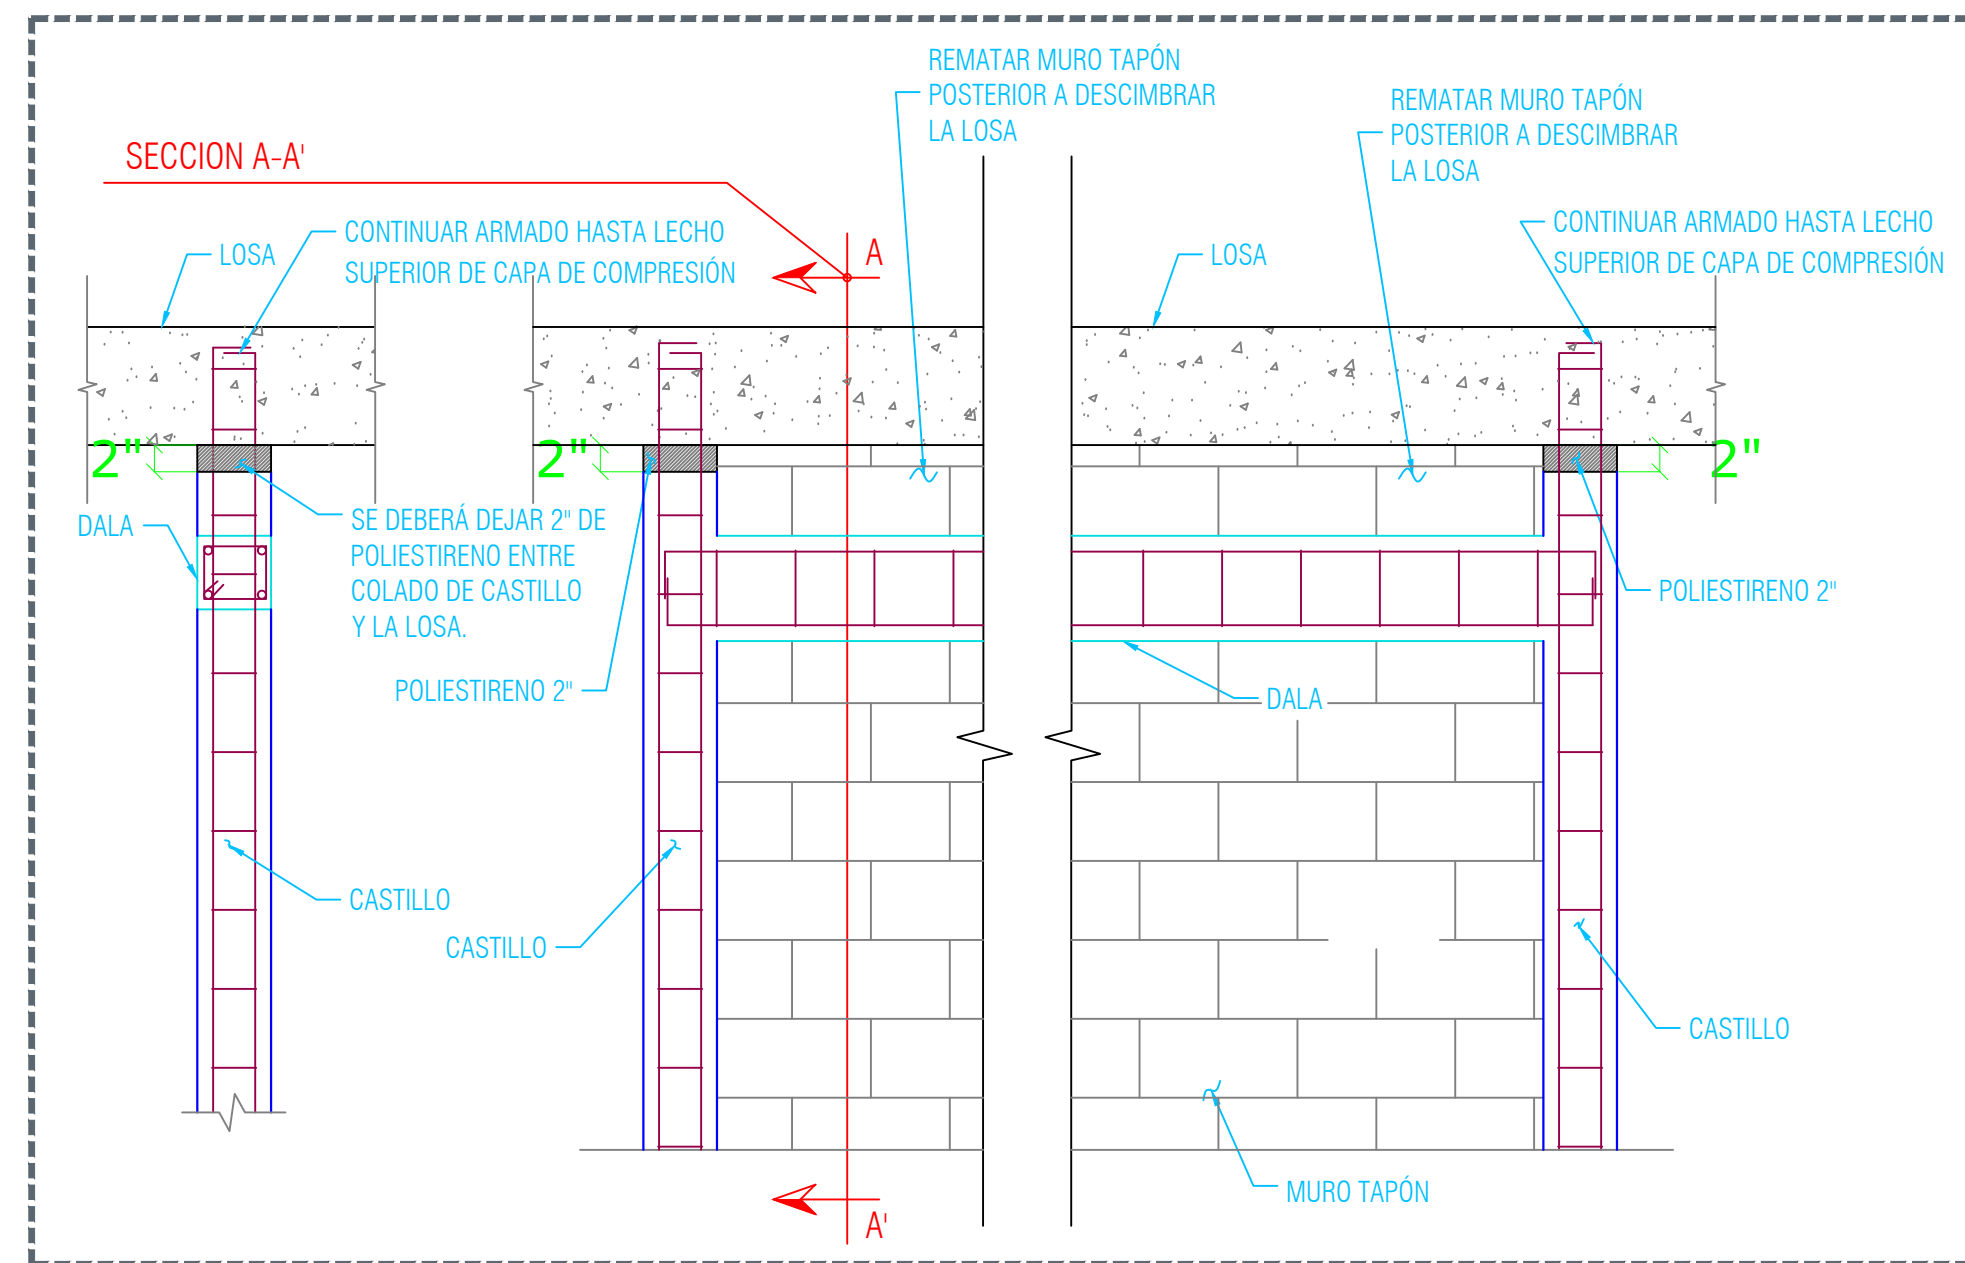 REMATAR MURO TAPÓN
POSTERIOR A DESCIMBRAR
LA LOSA
REMATAR MURO TAPÓN
POSTERIOR A DESCIMBRAR
LA LOSA
SECCION A-A'
CONTINUAR ARMADO HASTA LECHO
SUPERIOR DE CAPA DE COMPRESIÓN
LOSA
A
LOSA
CONTINUAR ARMADO HASTA LECHO
SUPERIOR DE CAPA DE COMPRESIÓN
2"
2"
2"
DALA
SE DEBERÁ DEJAR 2" DE
POLIESTIRENO ENTRE
COLADO DE CASTILLO
Y LA LOSA.
POLIESTIRENO 2"
POLIESTIRENO 2"
DALA
CASTILLO
CASTILLO
CASTILLO
MURO TAPÓN
A'